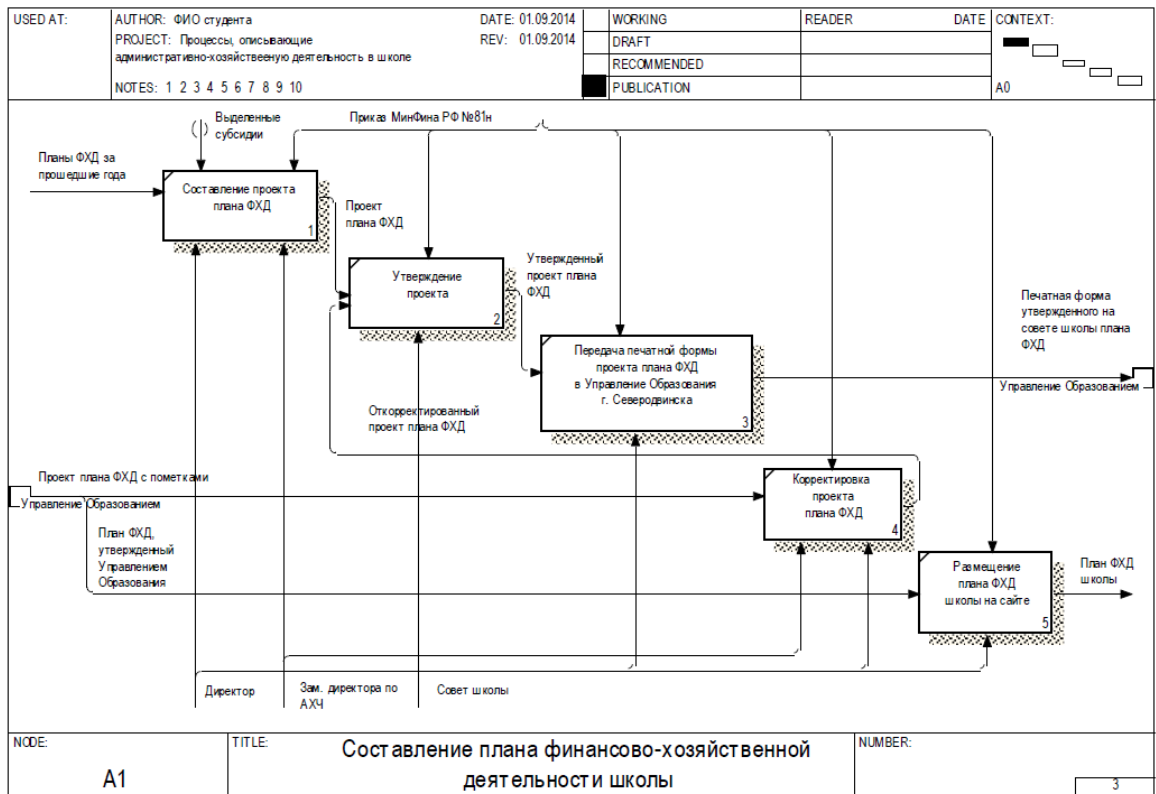 USED AT:
AUTHOR: ФИО студента
DATE: 01.09.2014
PROJECT: Процессы, описывающие
административно-хозяйствееную деятельность в школе
REV: 01.09.2014
NOTES: 1 2 3 4 5 6 7 8 9 10
WORKING
DRAFT
RECOMMENDED
PUBLICATION
READER
DATE
CONTEXT:
A0
Выделенные
субсидии
Приказ МинФина РФ №81н
Планы ФХД за
прошедшие года
Составление проекта
плана ФХД
1
Проект
плана ФХД
Утверждение
проекта
2
Утвержденный
проект плана
ФХД
Передача печатной формы
проекта плана ФХД
в Управление Образования
г. Северодвинска
3
Печатная форма
утвержденного на
совете школы плана
ФХД
Управление Образованием
Откорректированный
проект плана ФХД
Проект плана ФХД с пометками
Управление Образованием
Корректировка
проекта
плана ФХД
4
План ФХД,
утвержденный
Управлением
Образования
Размещение
плана ФХД
школы на сайте
5
План ФХД
школы
Директор
Зам. директора по
АХЧ
Совет школы
NODE:
A1
TITLE:
Составление плана финансово-хозяйственной
деятельности школы
NUMBER:
3